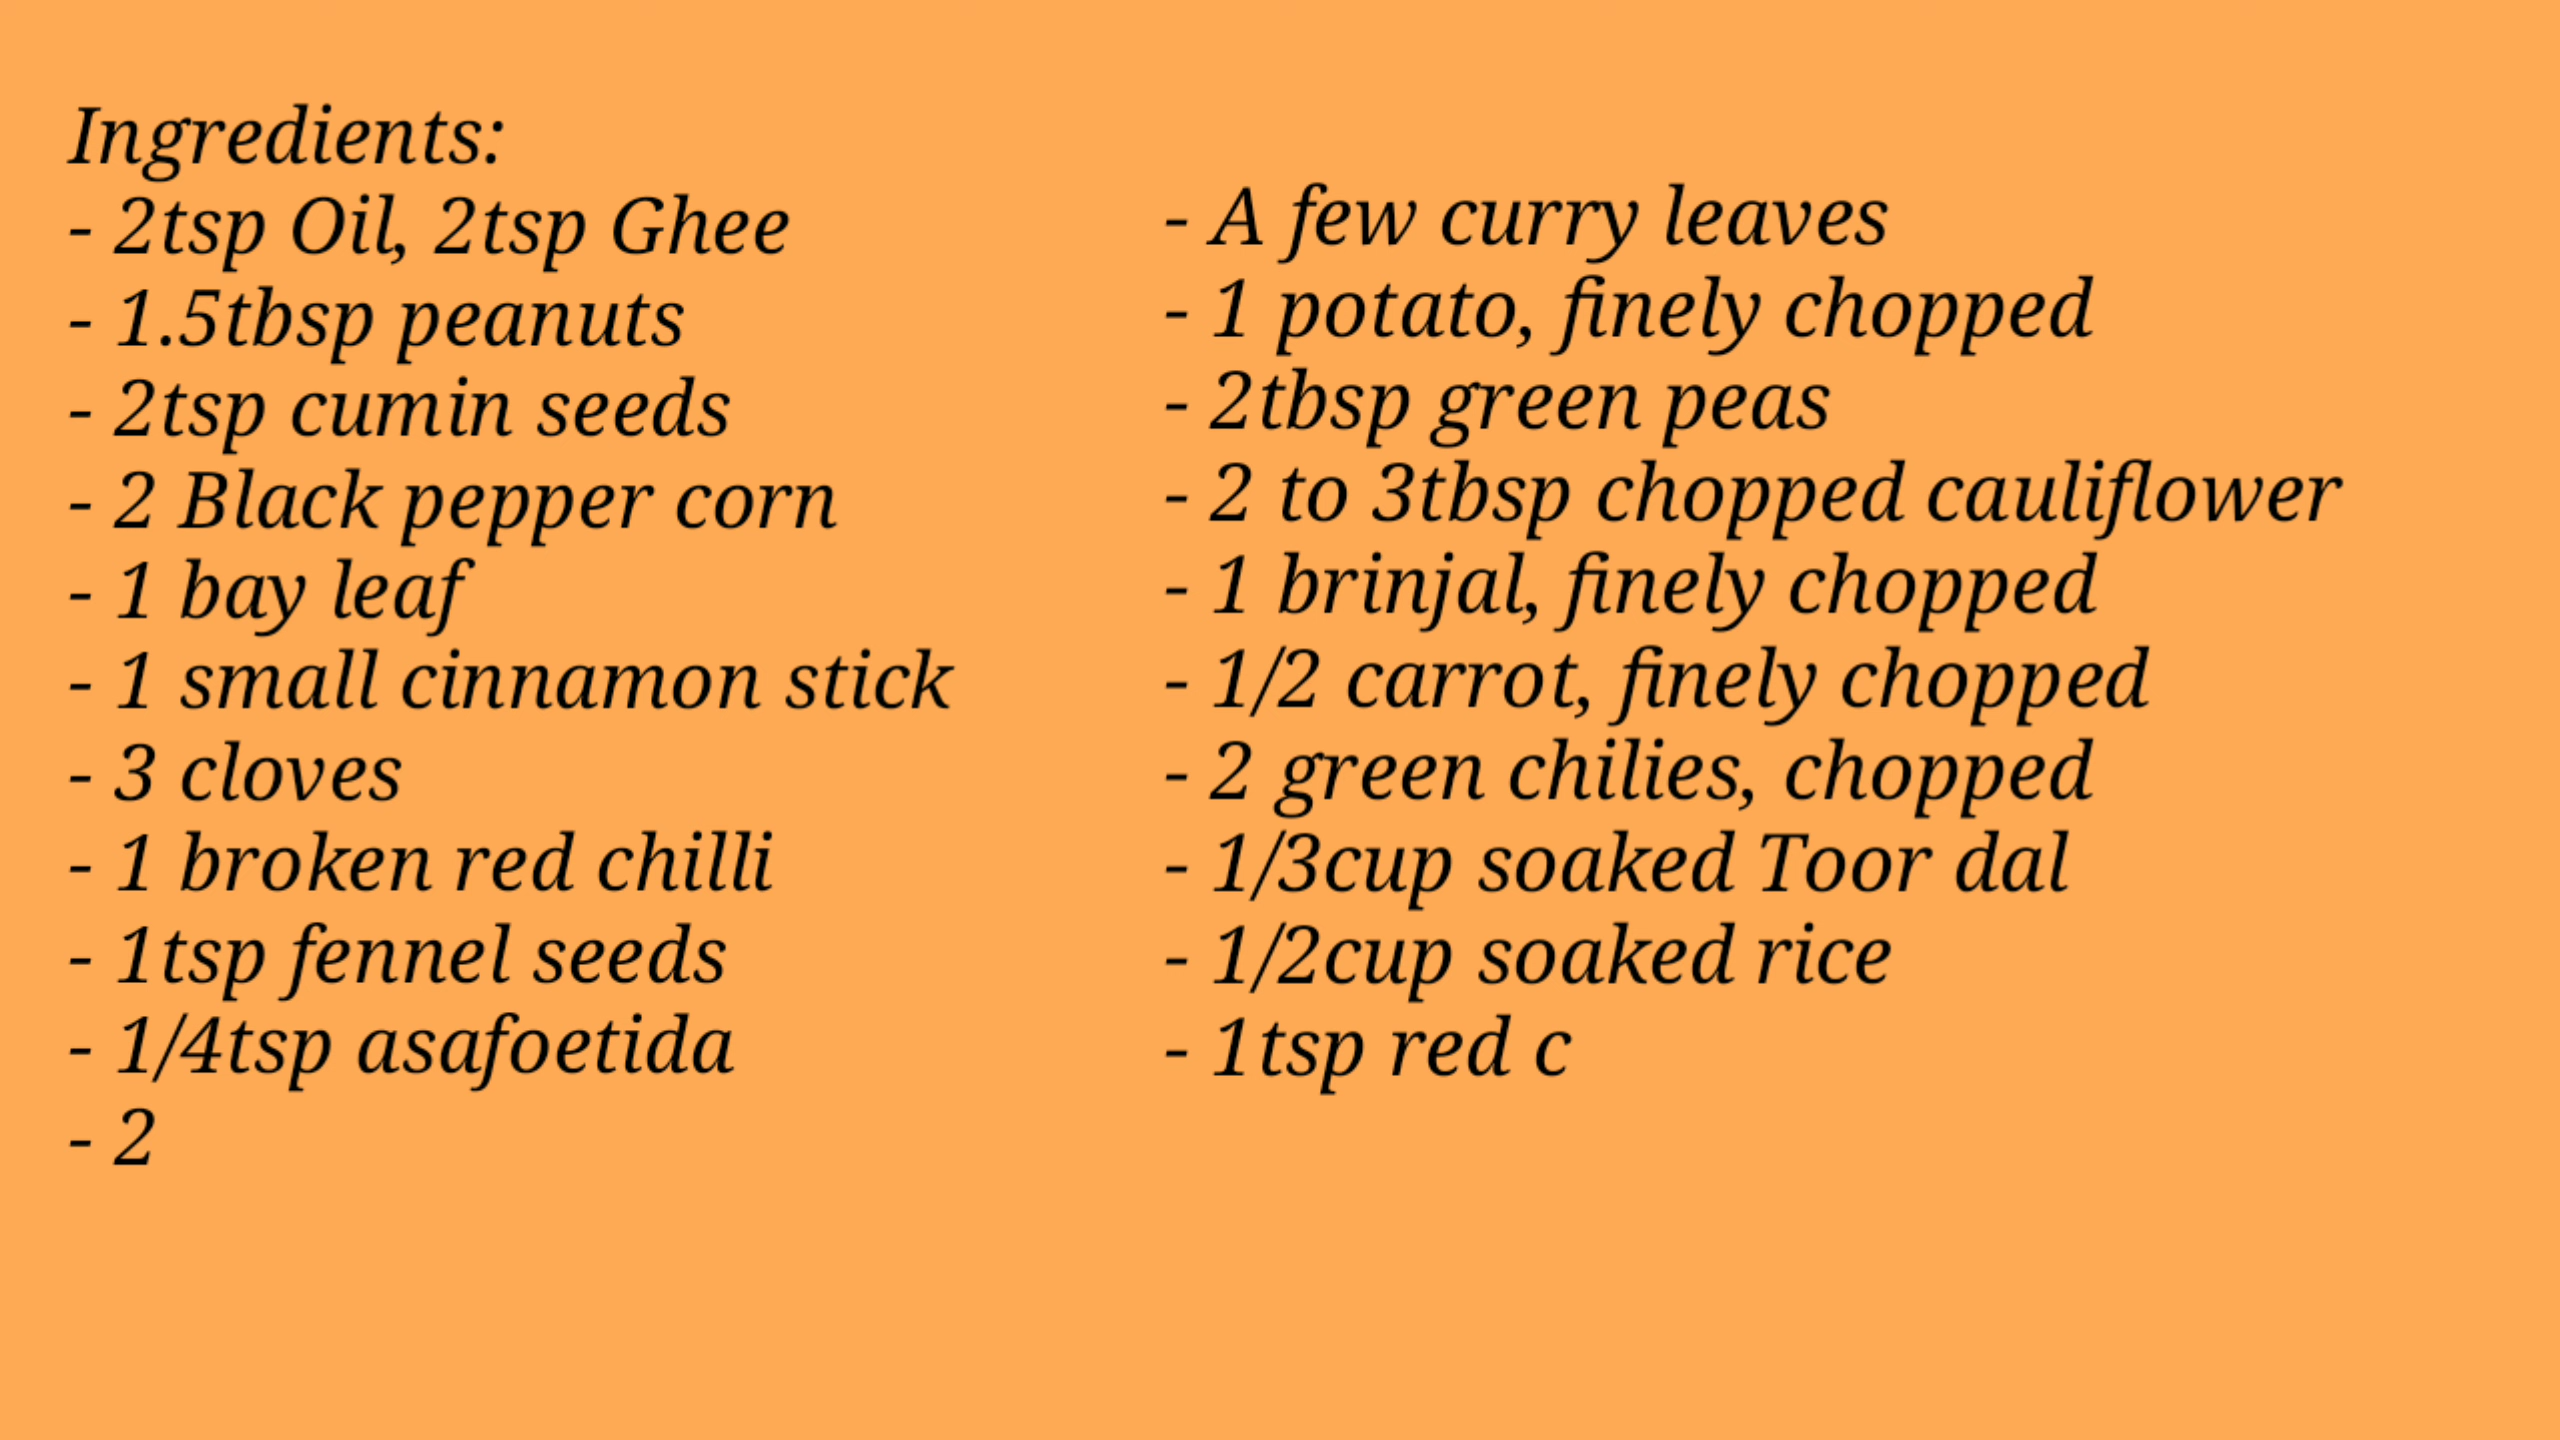 Ingredients:
- 2tsp Oil, 2tsp Ghee
- 1.5tbsp peanuts
- 2tsp cumin seeds
- 2 Black pepper corn
- 1 bay leaf
- 1 small cinnamon stick
- 3 cloves
- 1 broken red chilli
- 1tsp fennel seeds
- 1/4tsp asafoetida
- 2
- A few curry leaves
- 1 potato, finely chopped
- 2tbsp green peas
- 2 to 3tbsp chopped cauliflower
- 1 brinjal, finely chopped
- 1/2 carrot, finely chopped
- 2 green chilies, chopped
- 1/3cup soaked Toor dal
- 1/2cup soaked rice
- 1tsp red c